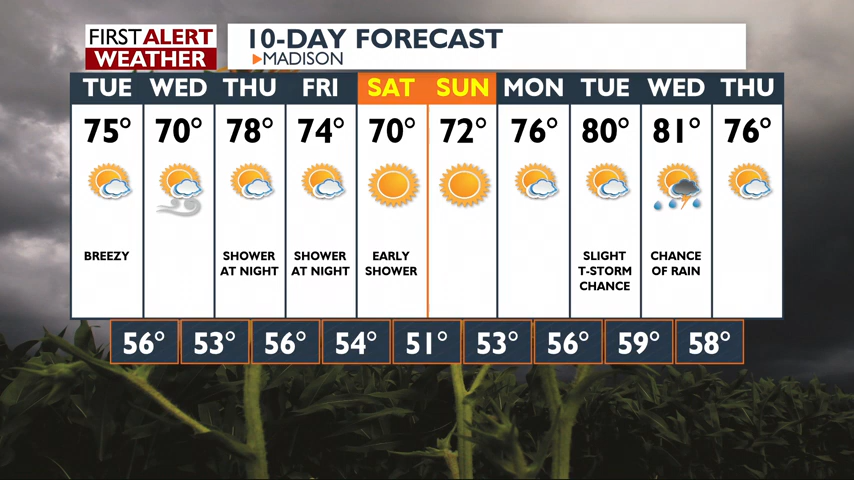 FIRST ALERT
WEATHER
10-DAY FORECAST
MADISON
TUE WED THU FRI SAT SUN MON TUE WED THU
75° 70° 78° 74° 70° 72° 76° 80° 81° 76°
BREEZY
SHOWER
AT NIGHT
SHOWER
AT NIGHT
EARLY
SHOWER
SLIGHT
T-STORM
CHANCE
CHANCE
OF RAIN
56° 53° 56° 54° 51° 53° 56° 59° 58°